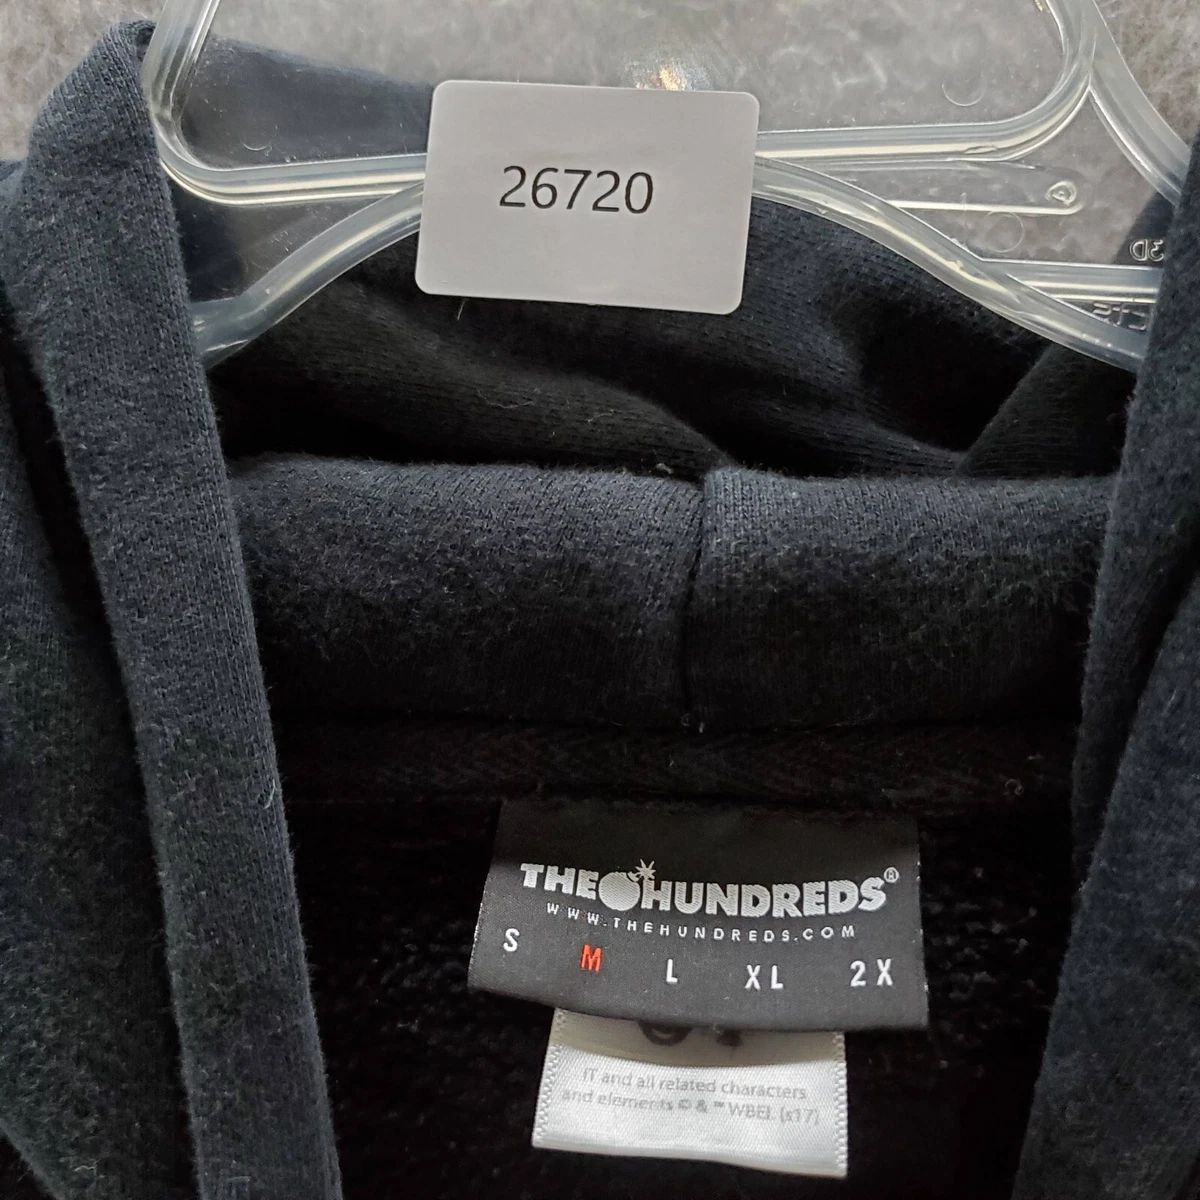 26720
THE HUNDREDS®
WWW.THEHUNDREDS.COM
S M L XL 2X
IT and all related characters
and elements © & ™ WBEI. (s17)